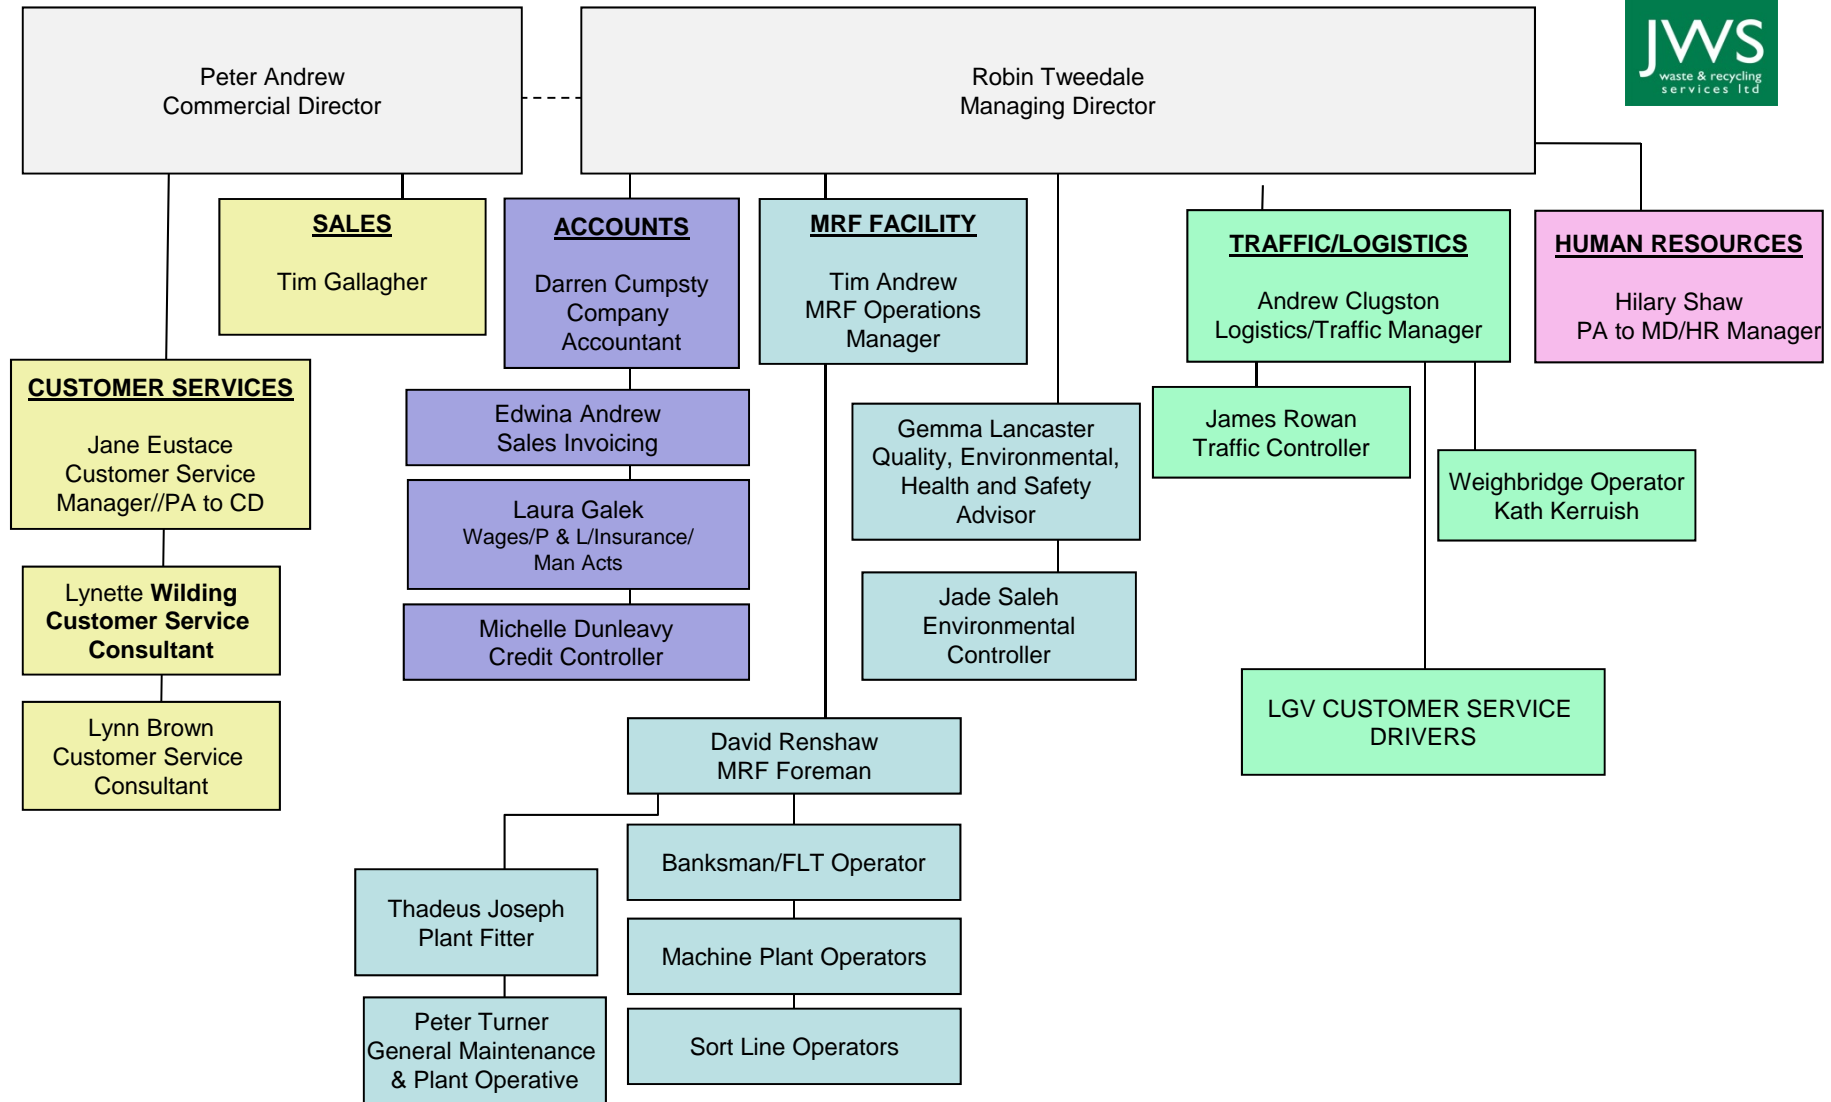 Peter Andrew
Commercial Director
Robin Tweedale
Managing Director
JWS
waste & recycling
services ltd
SALES
Tim Gallagher
ACCOUNTS
Darren Cumpsty
Company
Accountant
MRF FACILITY
Tim Andrew
MRF Operations
Manager
TRAFFIC/LOGISTICS
Andrew Clugston
Logistics/Traffic Manager
HUMAN RESOURCES
Hilary Shaw
PA to MD/HR Manager
CUSTOMER SERVICES
Jane Eustace
Customer Service
Manager//PA to CD
Edwina Andrew
Sales Invoicing
Gemma Lancaster
Quality, Environmental,
Health and Safety
Advisor
James Rowan
Traffic Controller
Weighbridge Operator
Kath Kerruish
Laura Galek
Wages/P & L/Insurance/
Man Acts
Lynette Wilding
Customer Service
Consultant
Michelle Dunleavy
Credit Controller
Jade Saleh
Environmental
Controller
LGV CUSTOMER SERVICE
DRIVERS
Lynn Brown
Customer Service
Consultant
David Renshaw
MRF Foreman
Banksman/FLT Operator
Thadeus Joseph
Plant Fitter
Machine Plant Operators
Peter Turner
General Maintenance
& Plant Operative
Sort Line Operators